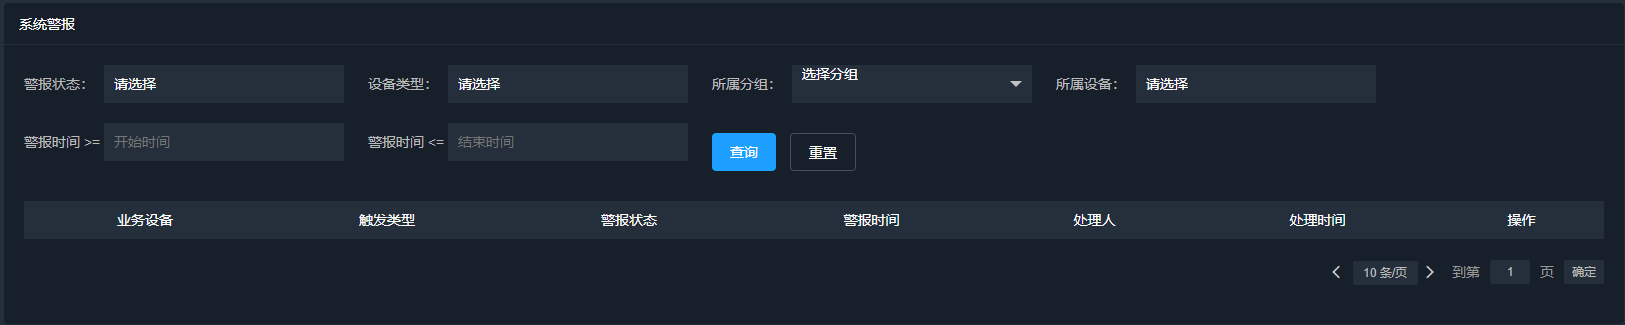 系统警报
警报状态: 请选择 设备类型: 请选择 所属分组: 选择分组 所属设备: 请选择
警报时间 >= 开始时间 警报时间 <= 结束时间 查询 重置
业务设备 触发类型 警报状态 警报时间 处理人 处理时间 操作
10 条/页 到第 1 页 确定